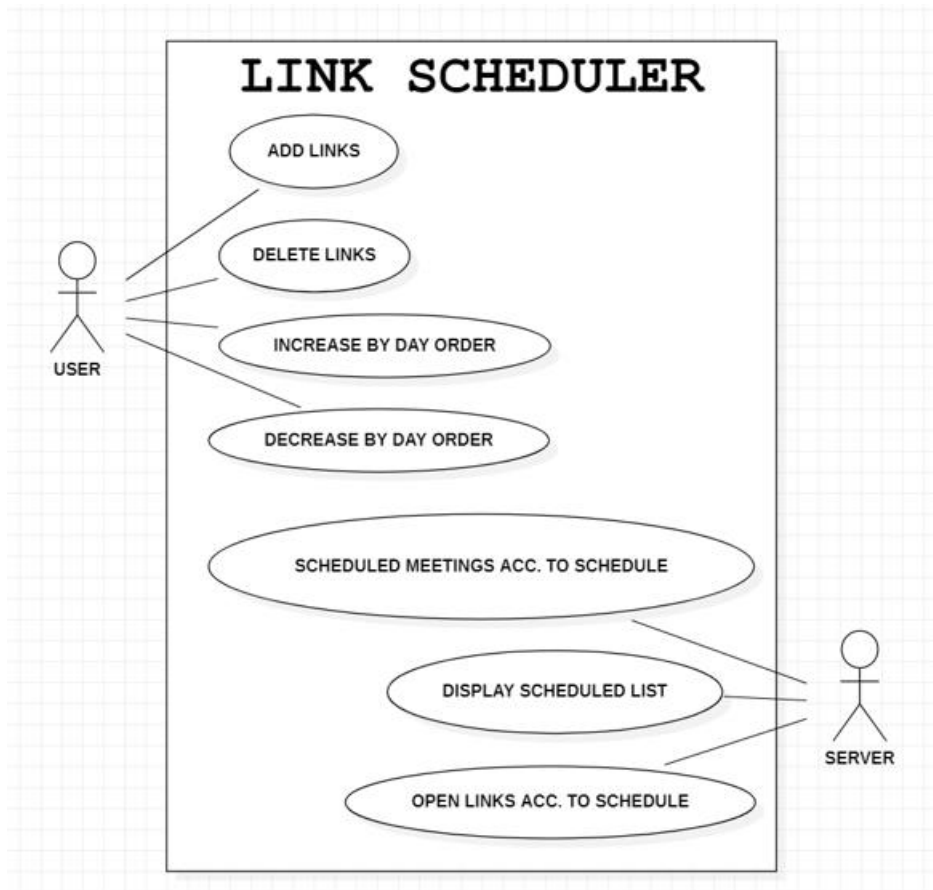 LINK SCHEDULER
ADD LINKS
DELETE LINKS
INCREASE BY DAY ORDER
USER
DECREASE BY DAY ORDER
SCHEDULED MEETINGS ACC. TO SCHEDULE
DISPLAY SCHEDULED LIST
SERVER
OPEN LINKS ACC. TO SCHEDULE